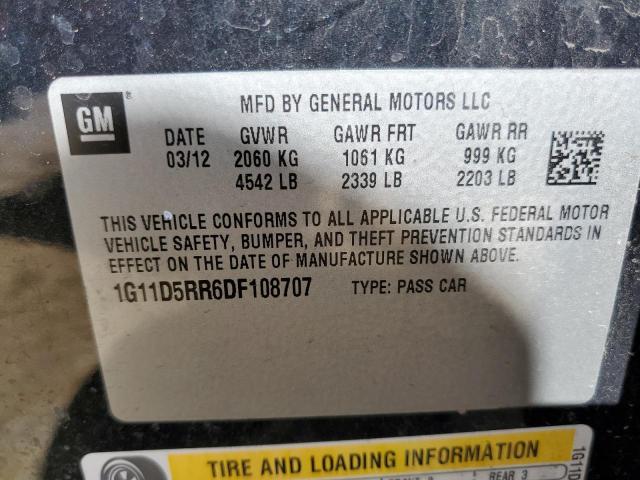 GM ®
MFD BY GENERAL MOTORS LLC
DATE GVWR GAWR FRT GAWR RR
03/12 2060 KG 1061 KG 999 KG
4542 LB 2339 LB 2203 LB
THIS VEHICLE CONFORMS TO ALL APPLICABLE U.S. FEDERAL MOTOR
VEHICLE SAFETY, BUMPER, AND THEFT PREVENTION STANDARDS IN
EFFECT ON THE DATE OF MANUFACTURE SHOWN ABOVE.
1G11D5RR6DF108707 TYPE: PASS CAR
TIRE AND LOADING INFORMATION
REAR 3
1G11D